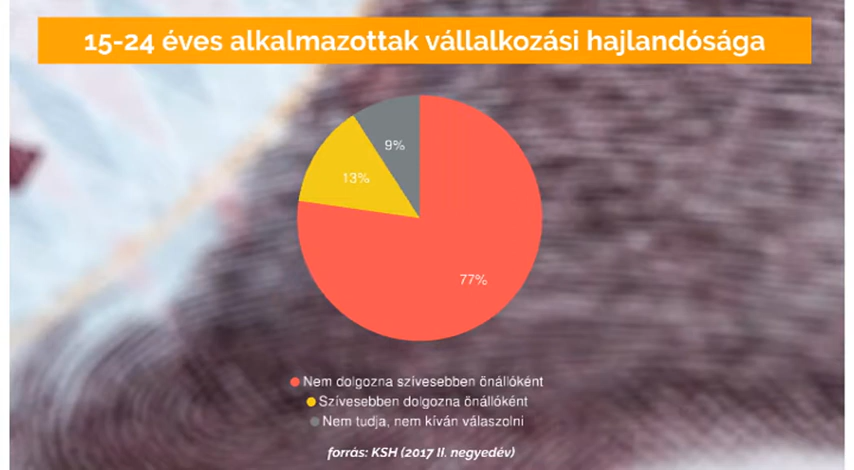 15-24 éves alkalmazottak vállalkozási hajlandósága
9%
13%
77%
Nem dolgozna szívesebben önállóként
Szívesebben dolgozna önállóként
Nem tudja, nem kíván válaszolni
forrás: KSH (2017 II. negyedév)